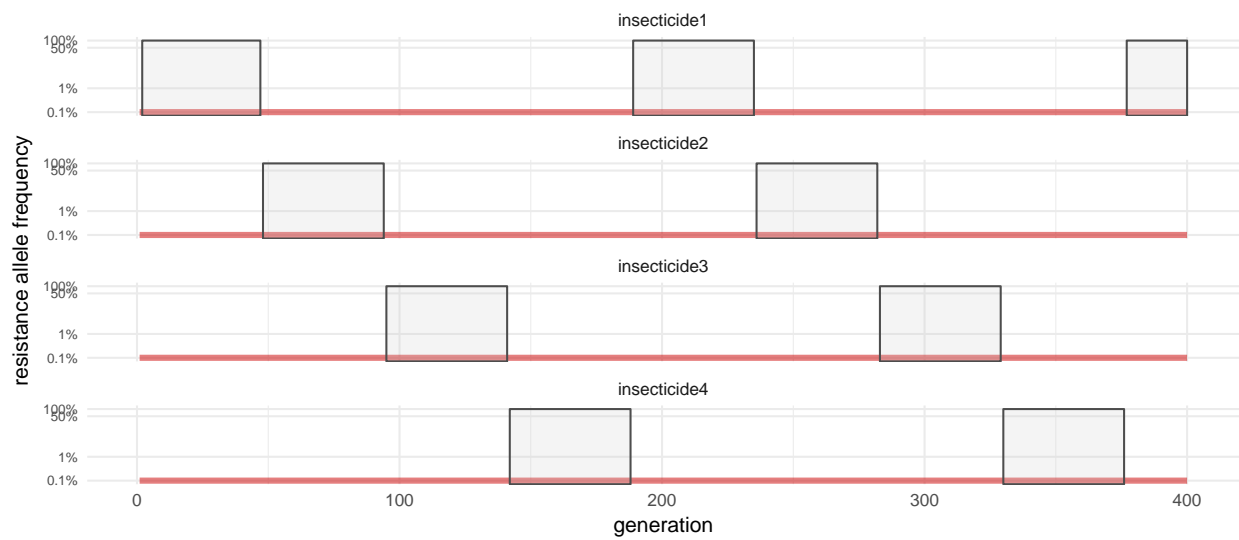 insecticide1
100%
50%
1%
0.1%
insecticide2
100%
50%
1%
0.1%
insecticide3
100%
50%
1%
0.1%
insecticide4
100%
50%
1%
0.1%
0 100 200 300 400
generation
resistance allele frequency